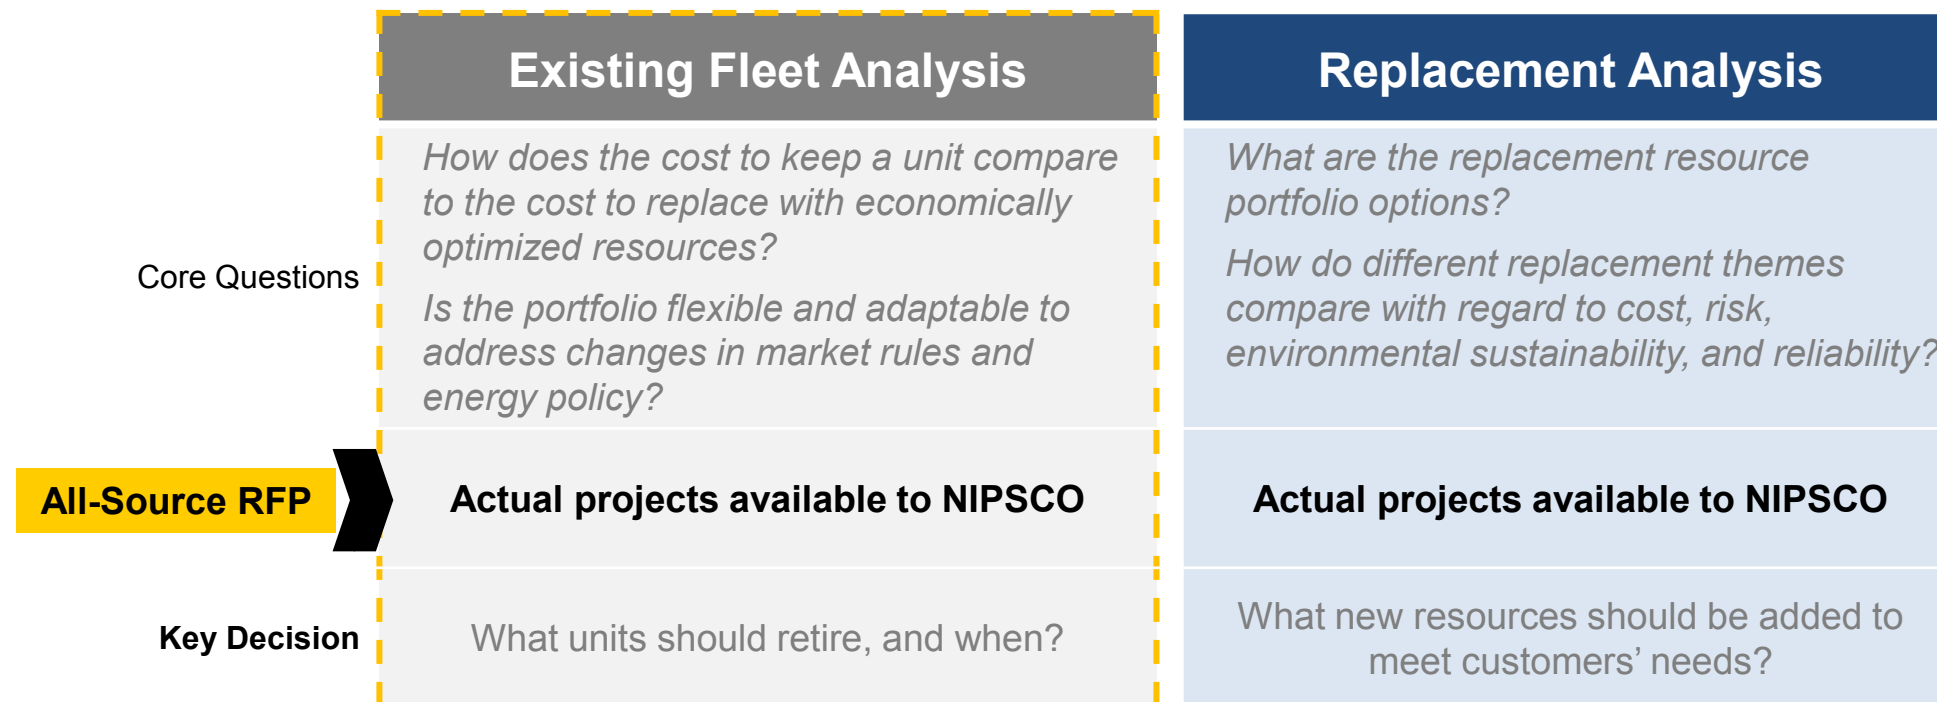 Existing Fleet Analysis
Replacement Analysis
Core Questions
How does the cost to keep a unit compare
to the cost to replace with economically
optimized resources?
Is the portfolio flexible and adaptable to
address changes in market rules and
energy policy?
What are the replacement resource
portfolio options?
How do different replacement themes
compare with regard to cost, risk,
environmental sustainability, and reliability?
All-Source RFP
Actual projects available to NIPSCO
Actual projects available to NIPSCO
Key Decision
What units should retire, and when?
What new resources should be added to
meet customers’ needs?